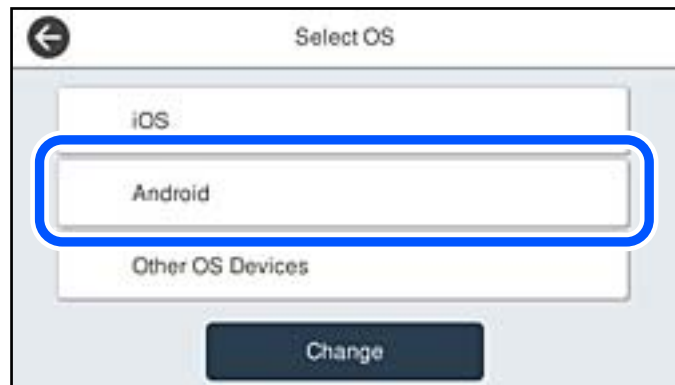 Select OS
iOS
Android
Other OS Devices
Change